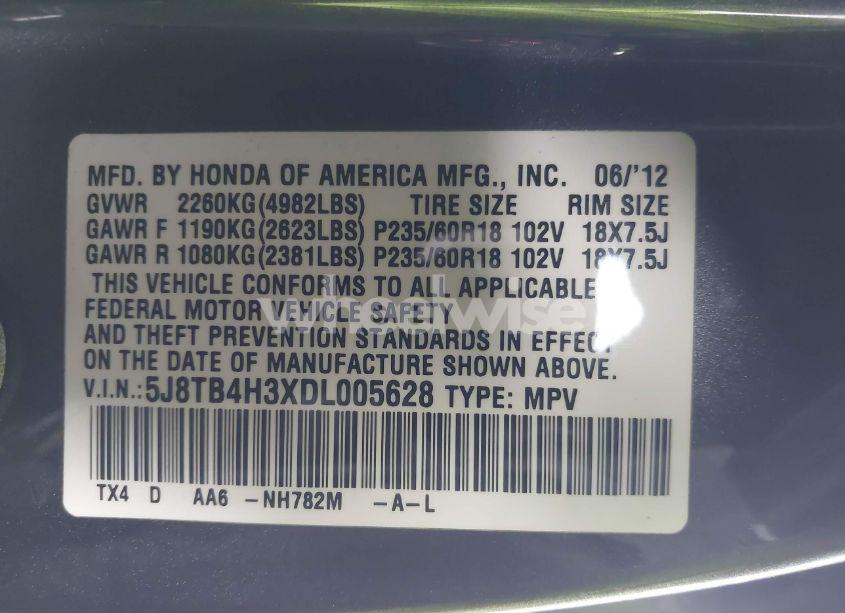 MFD. BY HONDA OF AMERICA MFG., INC. 06/'12
GVWR 2260KG(4982LBS) TIRE SIZE RIM SIZE
GAWR F 1190KG(2623LBS) P235/60R18 102V 18X7.5J
GAWR R 1080KG(2381LBS) P235/60R18 102V 18X7.5J
THIS VEHICLE CONFORMS TO ALL APPLICABLE
FEDERAL MOTOR VEHICLE SAFETY
AND THEFT PREVENTION STANDARDS IN EFFECT
ON THE DATE OF MANUFACTURE SHOWN ABOVE.
V.I.N.:5J8TB4H3XDL005628 TYPE: MPV
TX4 D AA6 -NH782M -A-L
wheelwiser